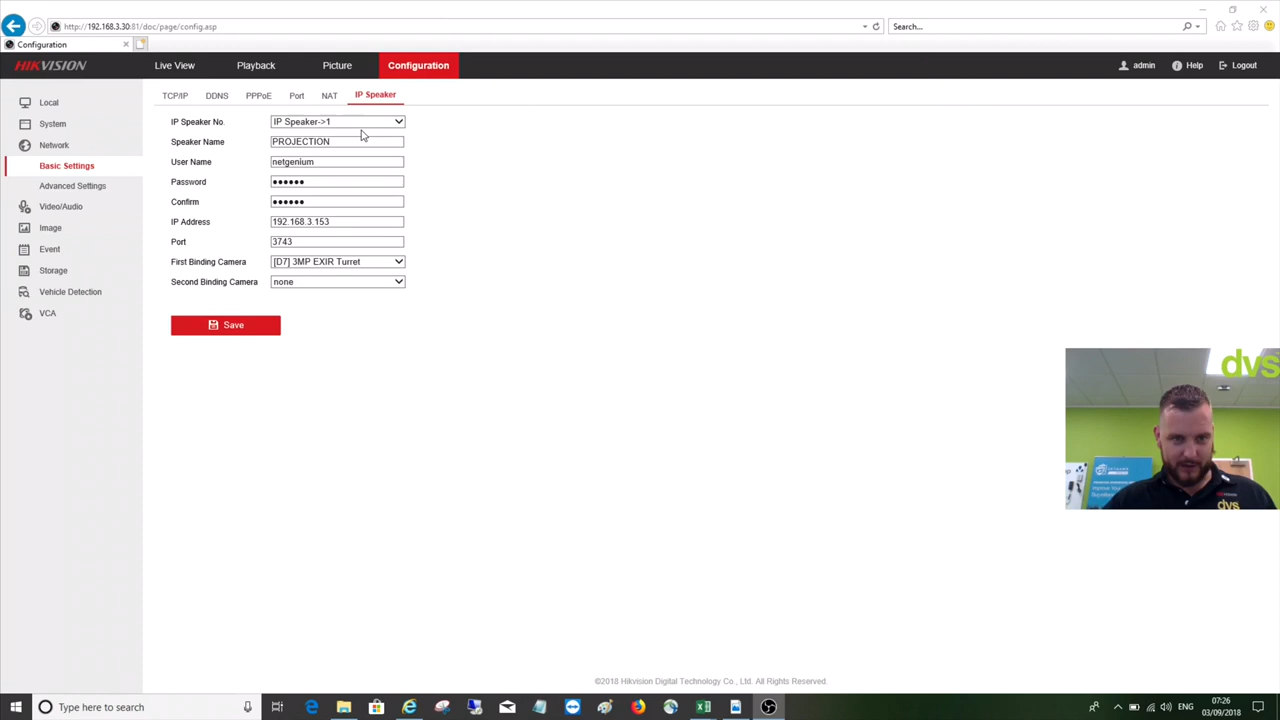 http://192.168.3.30:81/doc/page/config.asp
Search...
Configuration
HIKVISION
Live View
Playback
Picture
Configuration
admin
Help
Logout
Local
System
Network
Basic Settings
Advanced Settings
Video/Audio
Image
Event
Storage
Vehicle Detection
VCA
TCP/IP
DDNS
PPPoE
Port
NAT
IP Speaker
IP Speaker No. IP Speaker->1
Speaker Name PROJECTION
User Name netgenium
Password ••••••
Confirm ••••••
IP Address 192.168.3.153
Port 3743
First Binding Camera [D7] 3MP EXIR Turret
Second Binding Camera none
Save
dvs
dvs
©2018 Hikvision Digital Technology Co., Ltd. All Rights Reserved.
Type here to search
ENG
07:26
03/09/2018